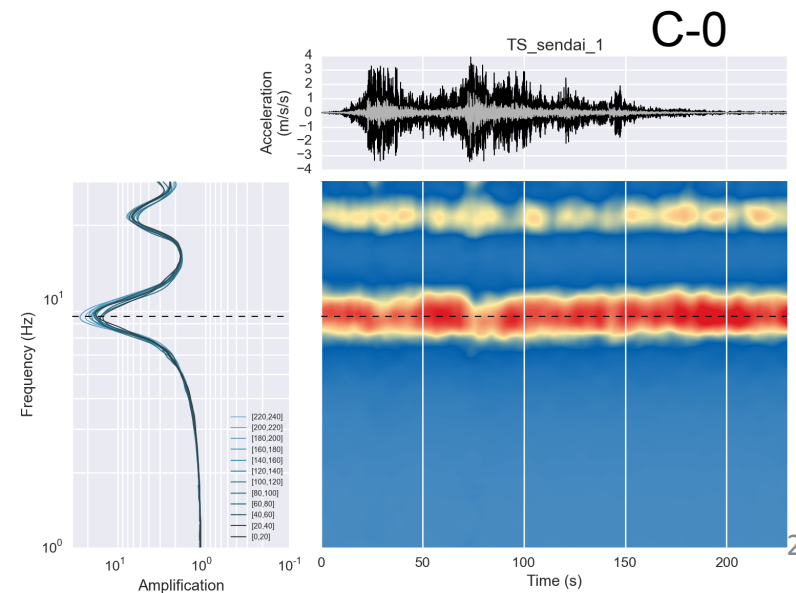 C-0
TS_sendai_1
Acceleration
(m/s/s)
4
3
2
1
0
−1
−2
−3
−4
Frequency (Hz)
10^1
10^0
[220,240]
[200,220]
[180,200]
[160,180]
[140,160]
[120,140]
[100,120]
[80,100]
[60,80]
[40,60]
[20,40]
[0,20]
10^1 10^0 10^-1
Amplification
0 50 100 150 200
Time (s)
2